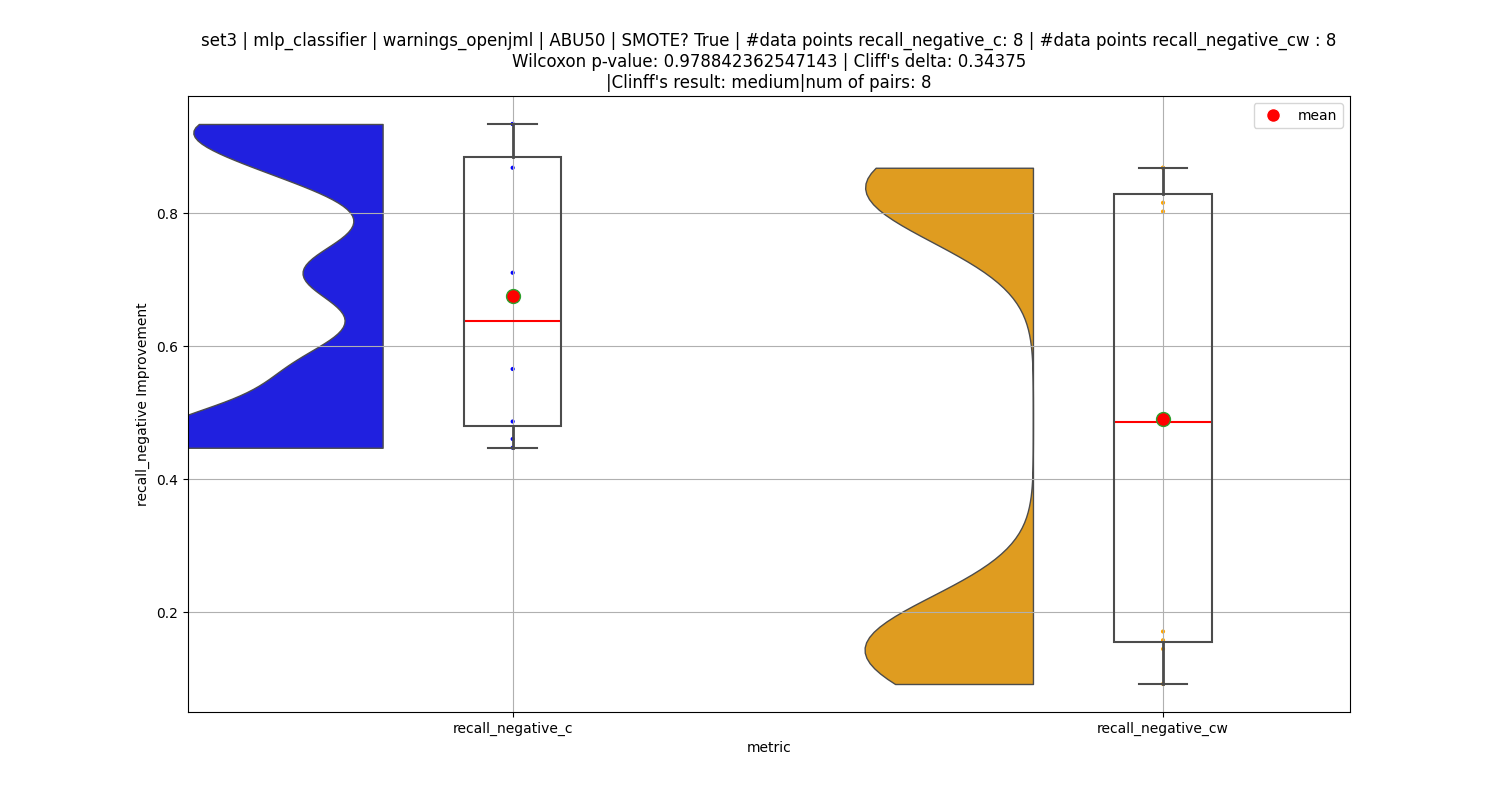 set3 | mlp_classifier | warnings_openjml | ABU50 | SMOTE? True | #data points recall_negative_c: 8 | #data points recall_negative_cw : 8
Wilcoxon p-value: 0.978842362547143 | Cliff's delta: 0.34375
|Clinff's result: medium|num of pairs: 8
mean
recall_negative Improvement
0.8
0.6
0.4
0.2
recall_negative_c
recall_negative_cw
metric